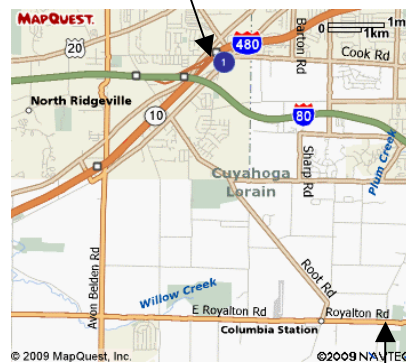 MAPQUEST.
0 1m
1km
20
480
1
Barton Rd
Cook Rd
North Ridgeville
10
80
Sharp Rd
Plum Creek
Cuyahoga
Lorain
Avon Belden Rd
Root Rd
Willow Creek
E Royalton Rd
Royalton Rd
Columbia Station
© 2009 MapQuest, Inc.
©2009 NAVTEQ